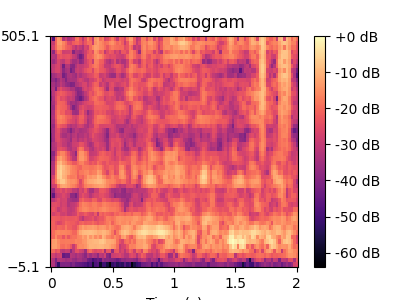 Mel Spectrogram
505.1
−5.1
0
0.5
1
1.5
2
+0 dB
-10 dB
-20 dB
-30 dB
-40 dB
-50 dB
-60 dB